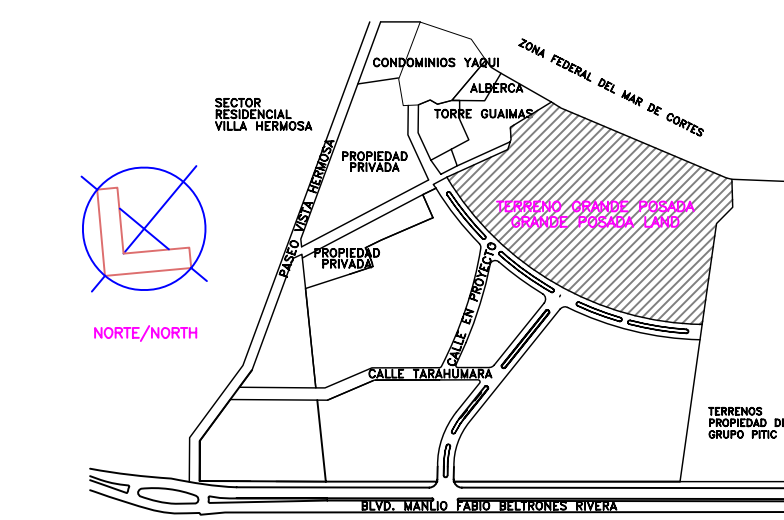 ZONA FEDERAL DEL MAR DE CORTES
CONDOMINIOS YAQUI
ALBERCA
SECTOR
RESIDENCIAL
VILLA HERMOSA
TORRE GUAIMAS
PROPIEDAD
PRIVADA
PASEO VISTA HERMOSA
TERRENO GRANDE POSADA
GRANDE POSADA LAND
PROPIEDAD
PRIVADA
CALLE EN PROYECTO
NORTE/NORTH
CALLE TARAHUMARA
TERRENOS
PROPIEDAD DE
GRUPO PITIC
BLVD. MANLIO FABIO BELTRONES RIVERA